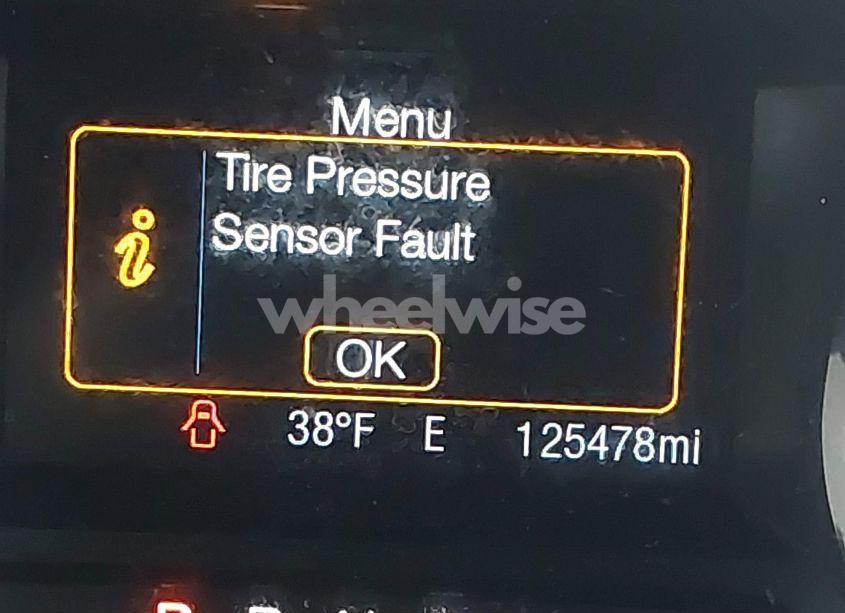 Menu
Tire Pressure
Sensor Fault
wheelwise
OK
38°F E 125478mi